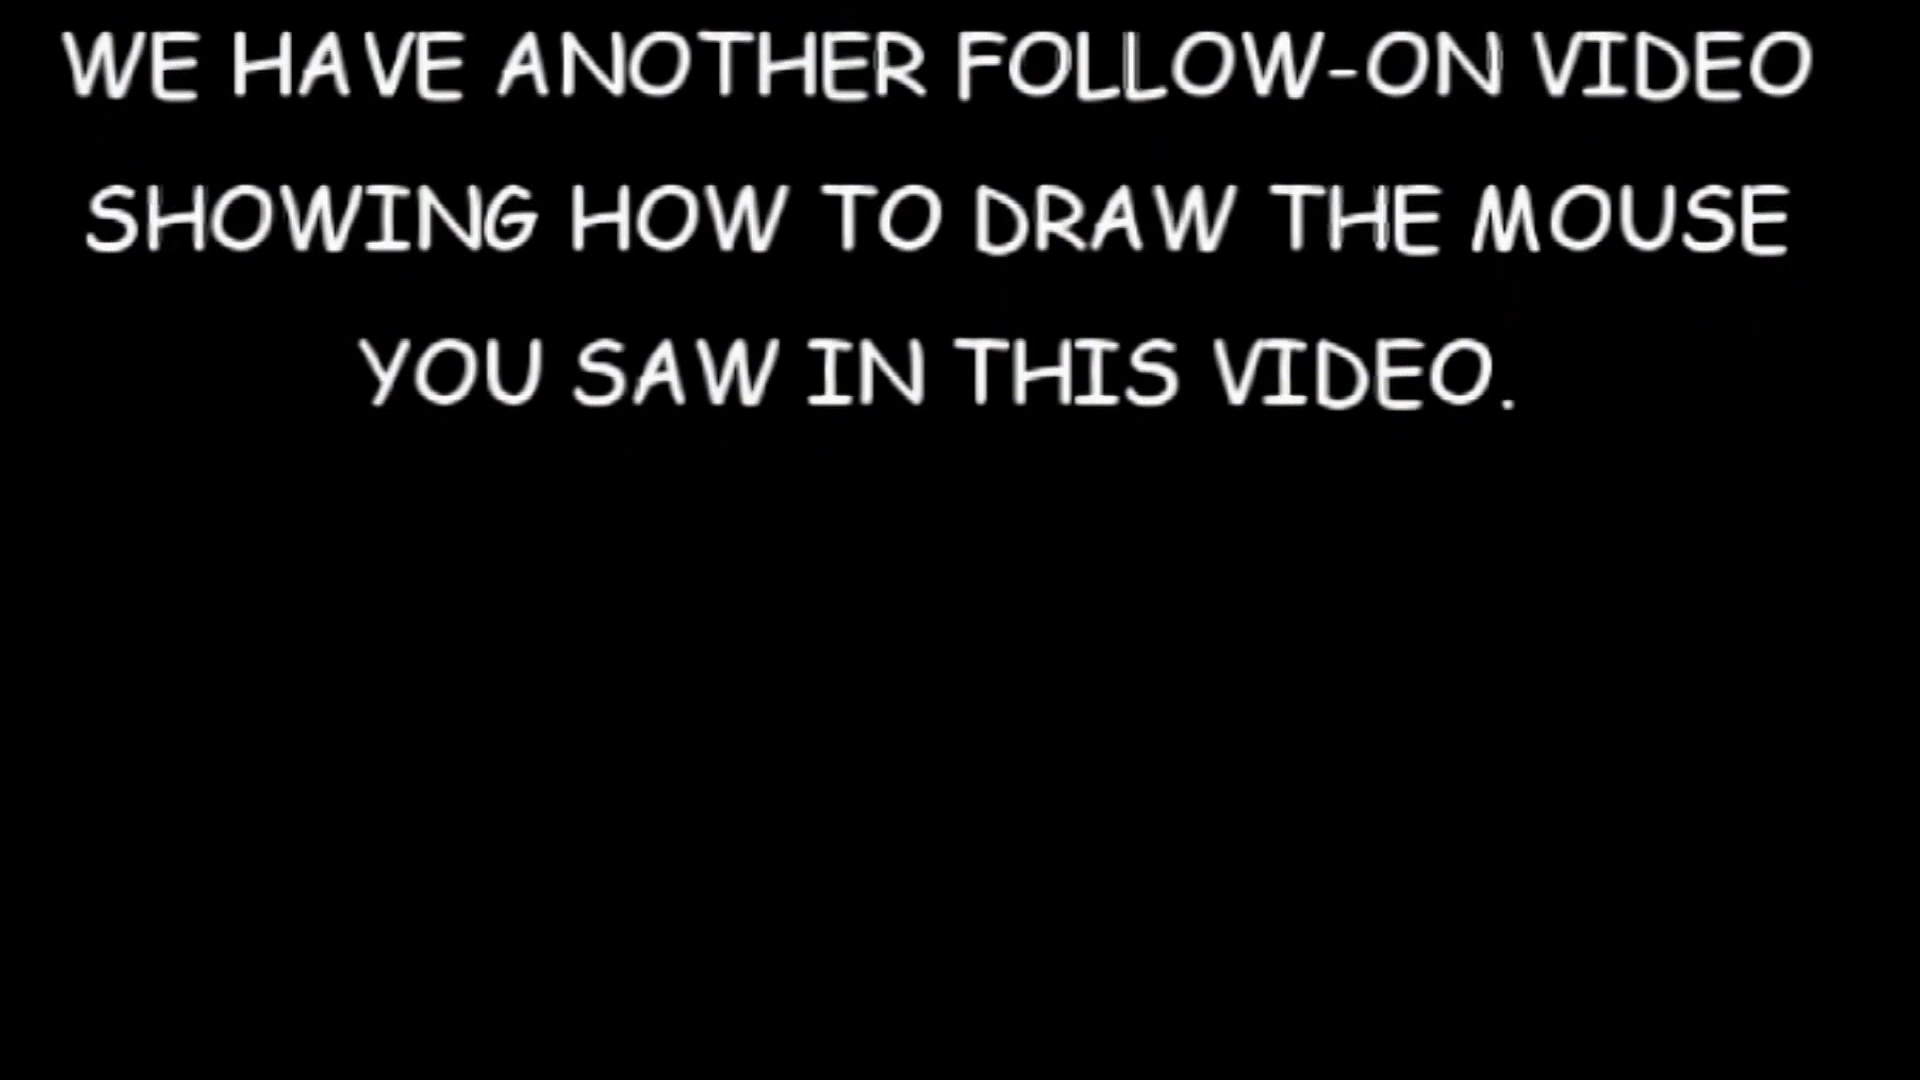 WE HAVE ANOTHER FOLLOW-ON VIDEO
SHOWING HOW TO DRAW THE MOUSE
YOU SAW IN THIS VIDEO.